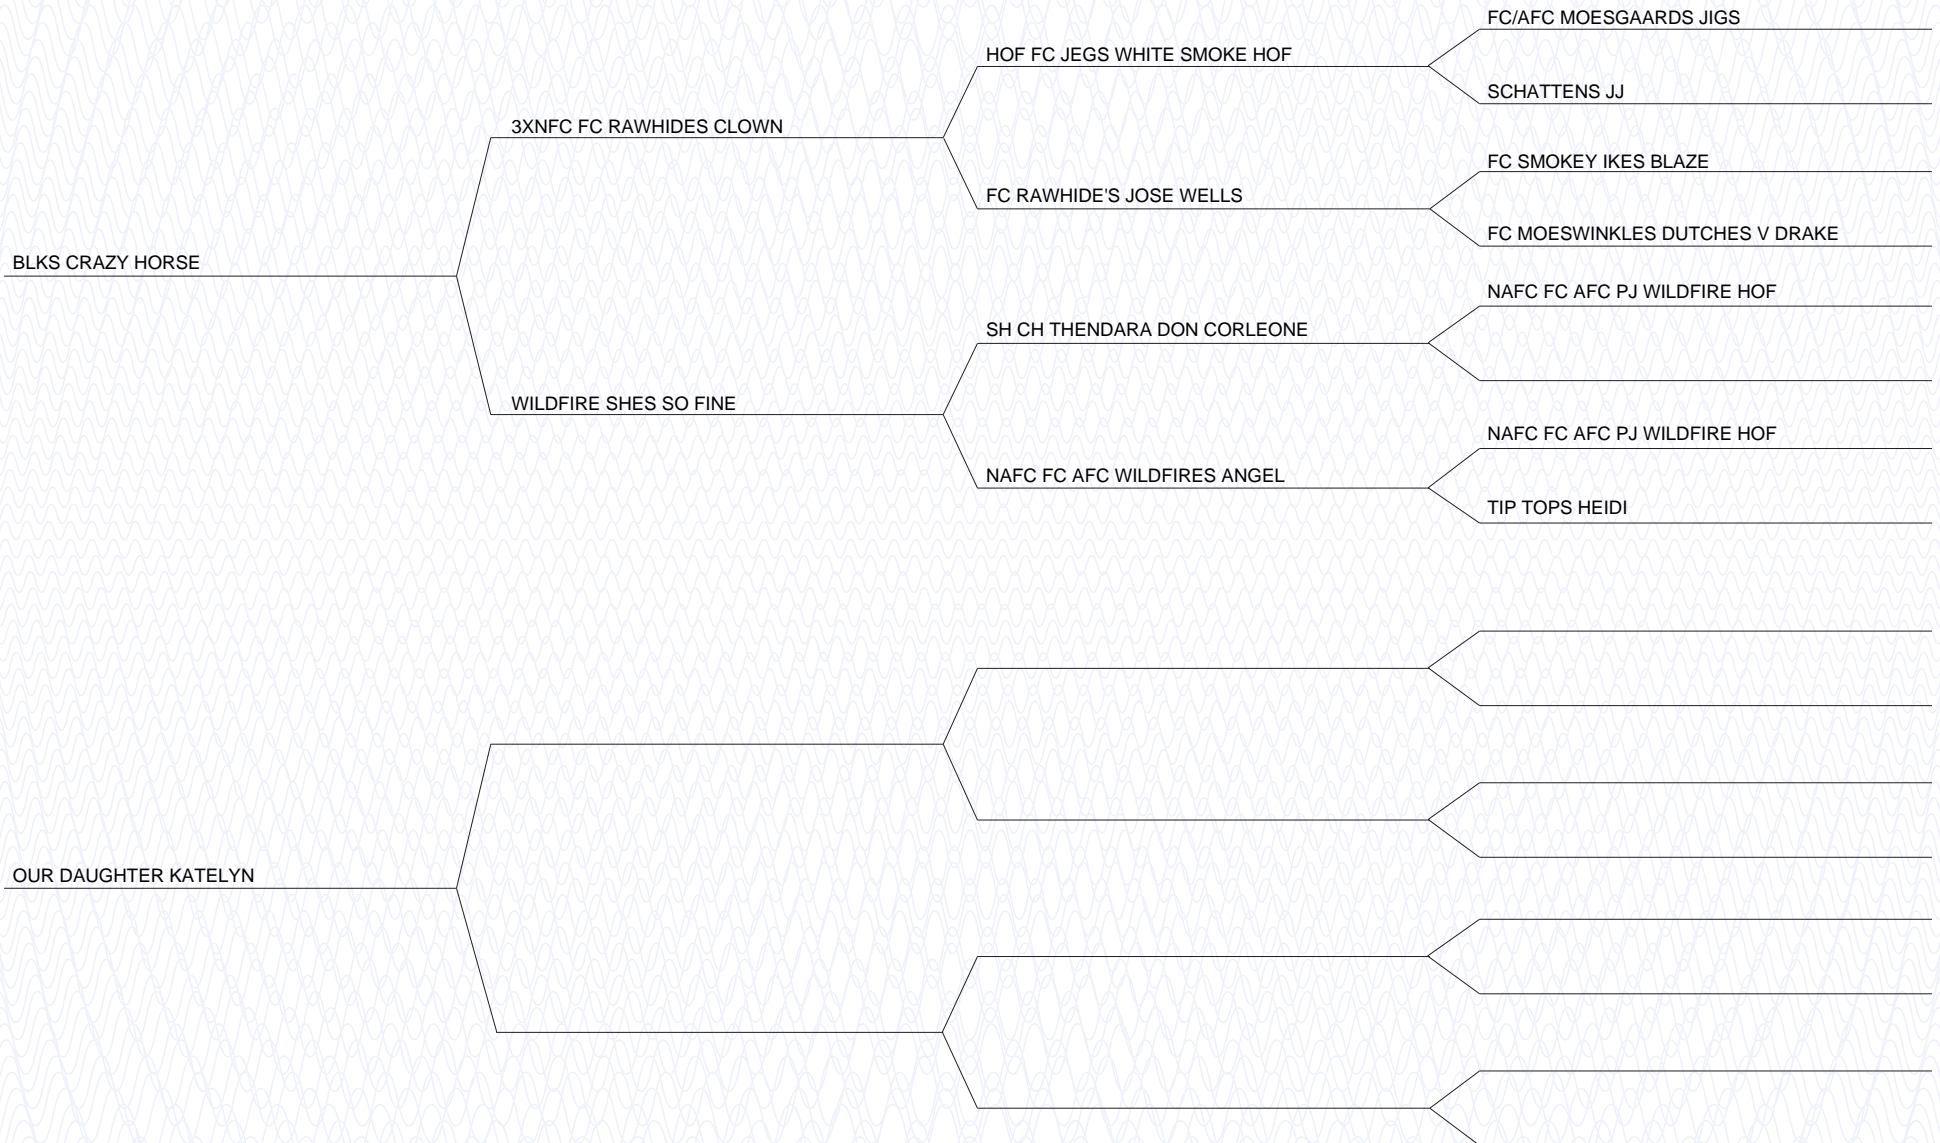 FC/AFC MOESGAARDS JIGS
HOF FC JEGS WHITE SMOKE HOF
SCHATTENS JJ
3XNFC FC RAWHIDES CLOWN
FC SMOKEY IKES BLAZE
FC RAWHIDE'S JOSE WELLS
FC MOESWINKLES DUTCHES V DRAKE
BLKS CRAZY HORSE
NAFC FC AFC PJ WILDFIRE HOF
SH CH THENDARA DON CORLEONE
WILDFIRE SHES SO FINE
NAFC FC AFC PJ WILDFIRE HOF
NAFC FC AFC WILDFIRES ANGEL
TIP TOPS HEIDI
OUR DAUGHTER KATELYN